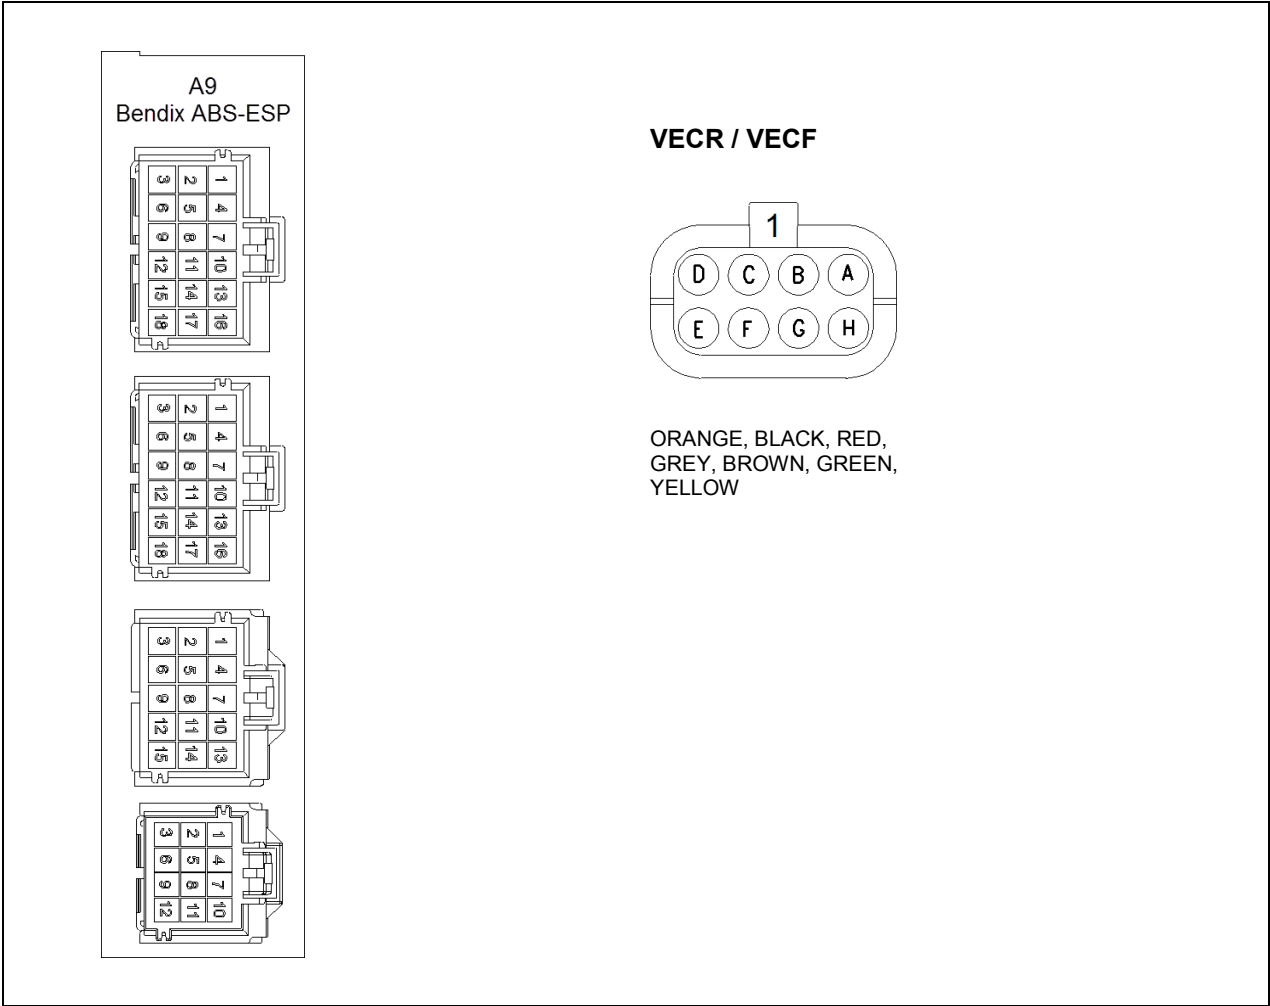 A9
Bendix ABS-ESP
3 2 1
6 5 4
9 8 7
12 11 10
15 14 13
18 17 16
3 2 1
6 5 4
9 8 7
12 11 10
15 14 13
18 17 16
3 2 1
6 5 4
9 8 7
12 11 10
15 14 13
3 2 1
6 5 4
9 8 7
12 11 10
VECR / VECF
1
D C B A
E F G H
ORANGE, BLACK, RED,
GREY, BROWN, GREEN,
YELLOW